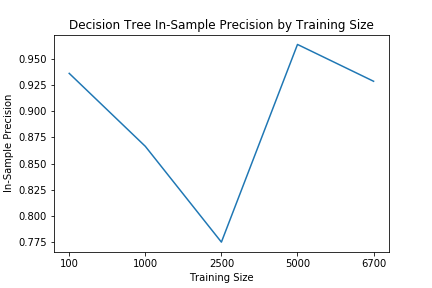 Decision Tree In-Sample Precision by Training Size
In-Sample Precision
0.950
0.925
0.900
0.875
0.850
0.825
0.800
0.775
100 1000 2500 5000 6700
Training Size